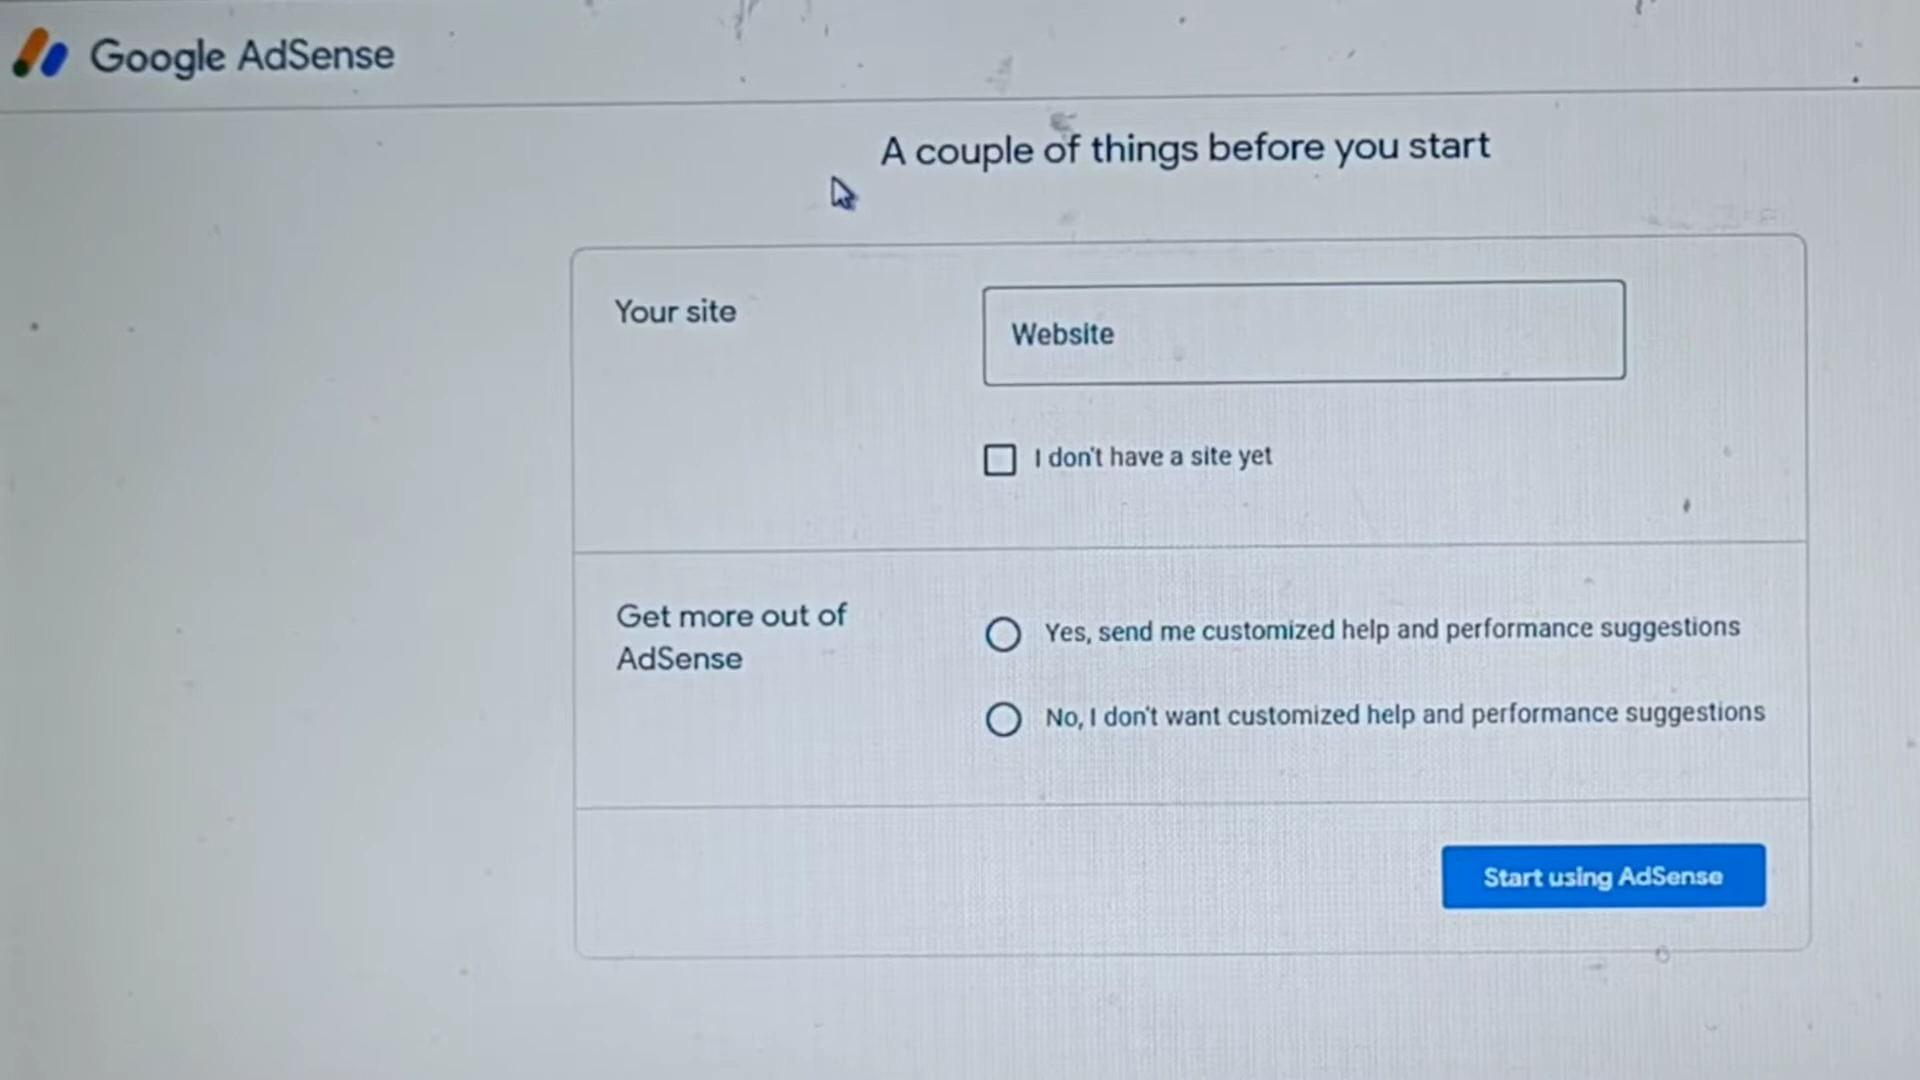 Google AdSense
A couple of things before you start
Your site
Website
I don't have a site yet
Get more out of
AdSense
Yes, send me customized help and performance suggestions
No, I don't want customized help and performance suggestions
Start using AdSense